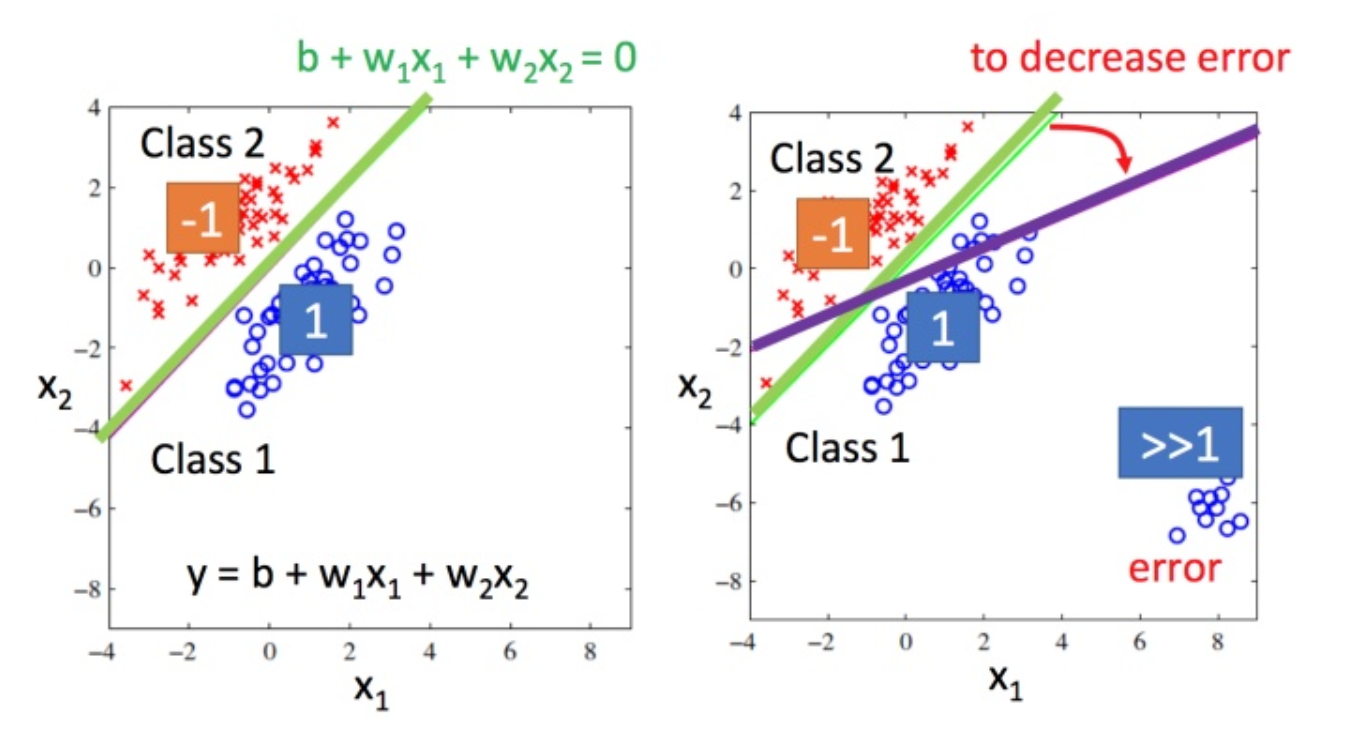 b + w₁x₁ + w₂x₂ = 0
4
2
0
−2
−4
−6
−8
x₂
Class 2
-1
1
Class 1
y = b + w₁x₁ + w₂x₂
−4 −2 0 2 4 6 8
x₁
to decrease error
4
2
0
−2
−4
−6
−8
x₂
Class 2
-1
1
Class 1
>>1
error
−4 −2 0 2 4 6 8
x₁